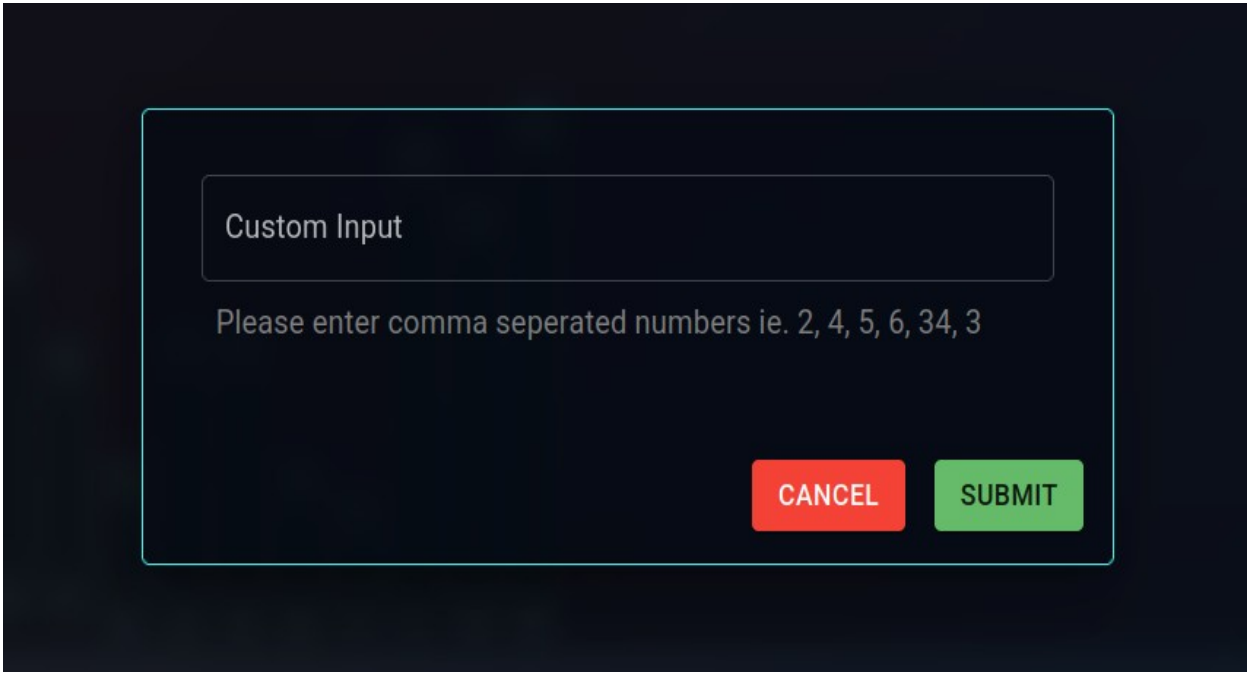 Custom Input
Please enter comma seperated numbers ie. 2, 4, 5, 6, 34, 3
CANCEL SUBMIT